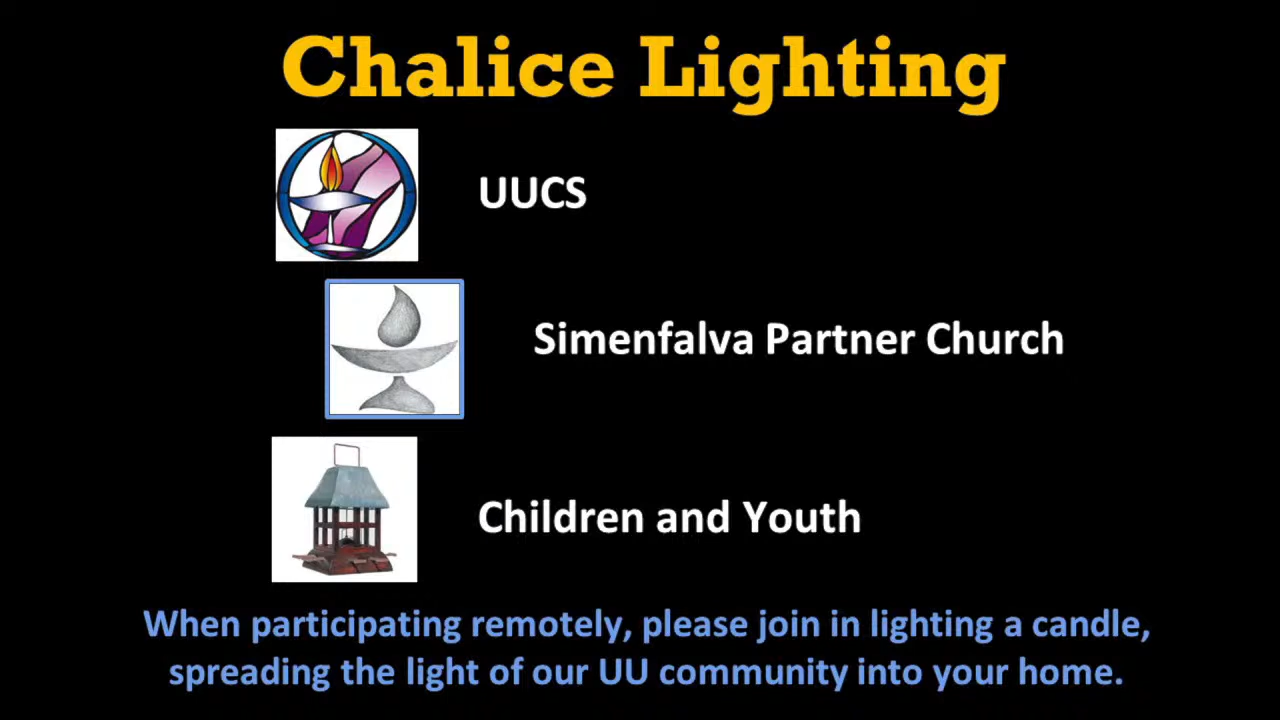 Chalice Lighting
UUCS
Simenfalva Partner Church
Children and Youth
When participating remotely, please join in lighting a candle,
spreading the light of our UU community into your home.